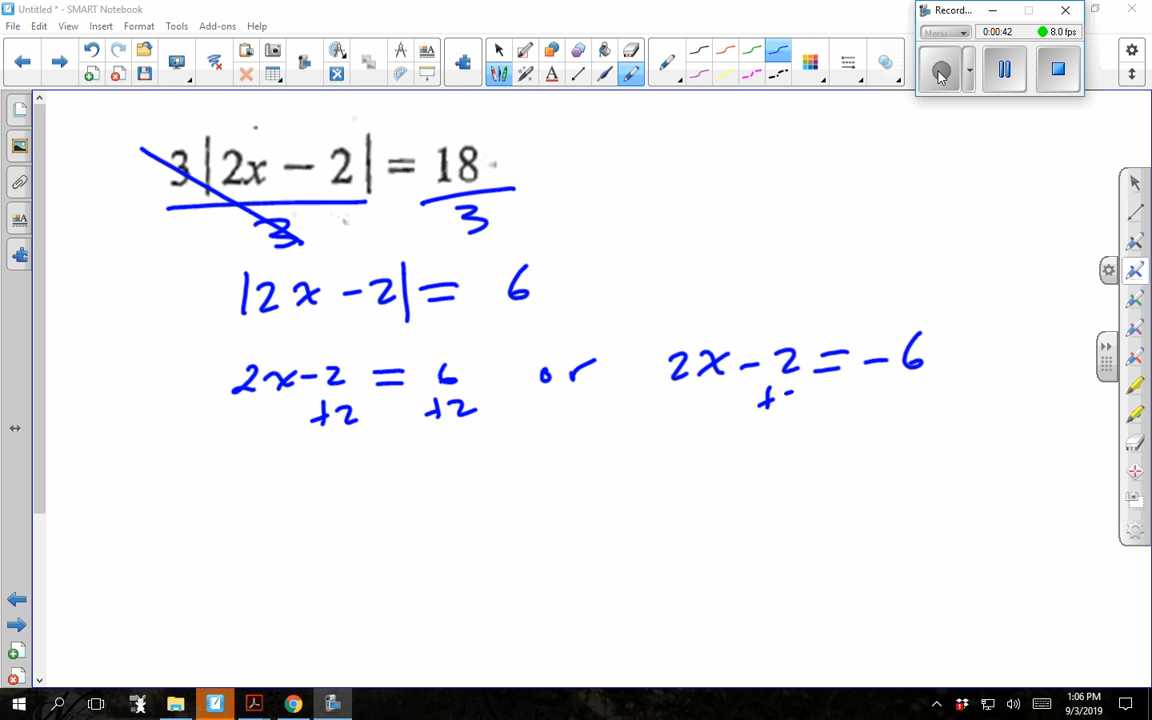 Untitled * - SMART Notebook
File Edit View Insert Format Tools Add-ons Help
Record...
Menu 0:00:42 8.0 fps
3|2x − 2| = 18
3 3
|2x - 2| = 6
2x-2 = 6 or 2x - 2 = - 6
+2 +2 +
1:06 PM
9/3/2019